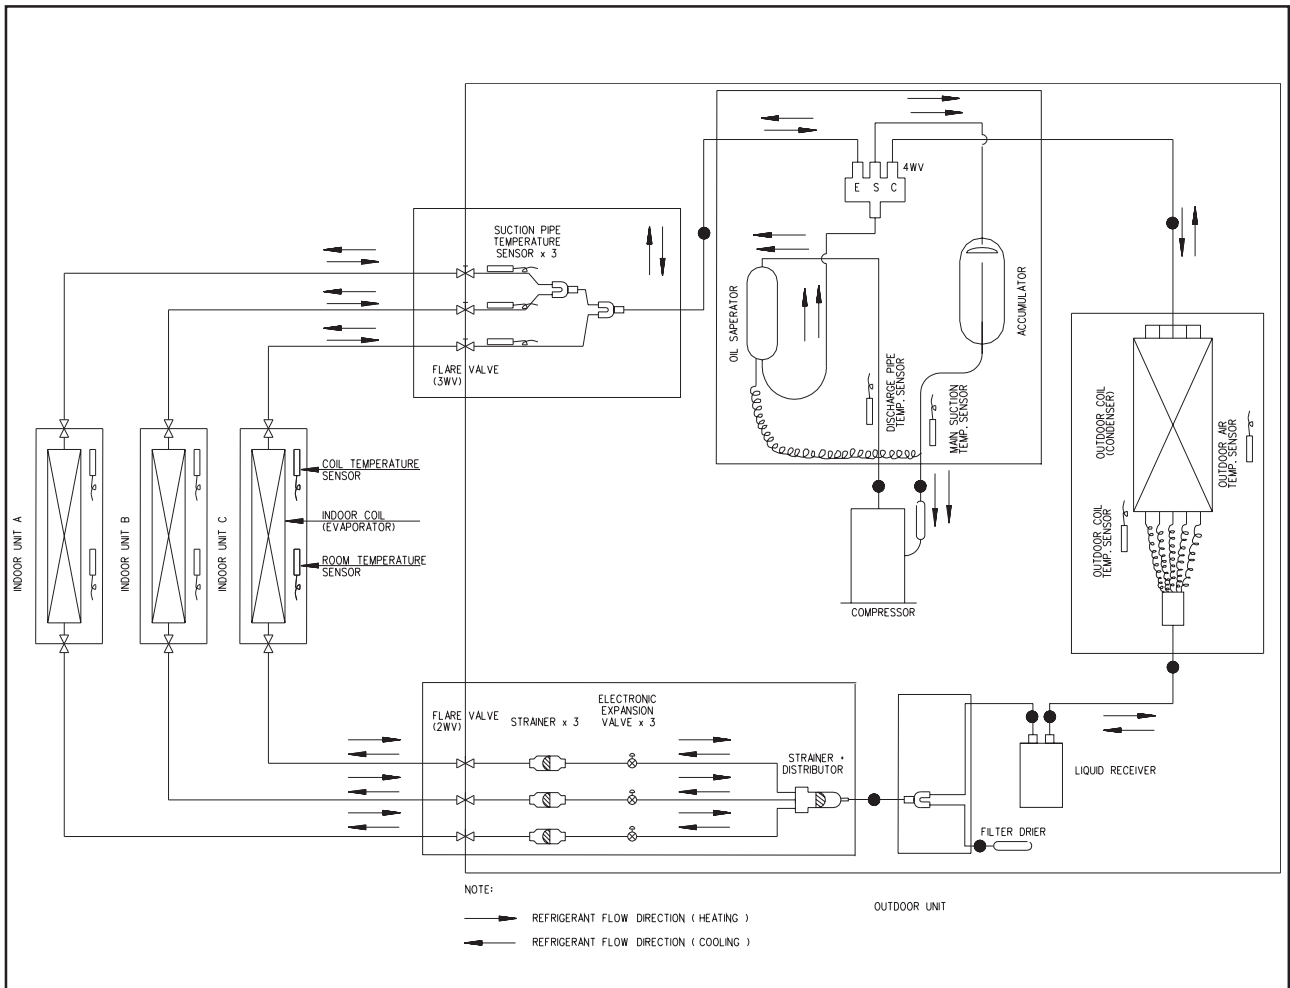 4WV
E S C
SUCTION PIPE
TEMPERATURE
SENSOR x 3
OIL SAPERATOR
ACCUMULATOR
FLARE VALVE
(3WV)
DISCHARGE PIPE
TEMP. SENSOR
MAIN SUCTION
TEMP. SENSOR
OUTDOOR COIL
(CONDENSER)
OUTDOOR AIR
TEMP. SENSOR
OUTDOOR COIL
TEMP. SENSOR
INDOOR UNIT A
INDOOR UNIT B
INDOOR UNIT C
COIL TEMPERATURE
SENSOR
INDOOR COIL
(EVAPORATOR)
ROOM TEMPERATURE
SENSOR
COMPRESSOR
FLARE VALVE
(2WV)
STRAINER x 3
ELECTRONIC
EXPANSION
VALVE x 3
STRAINER +
DISTRIBUTOR
LIQUID RECEIVER
FILTER DRIER
NOTE:
OUTDOOR UNIT
REFRIGERANT FLOW DIRECTION ( HEATING )
REFRIGERANT FLOW DIRECTION ( COOLING )